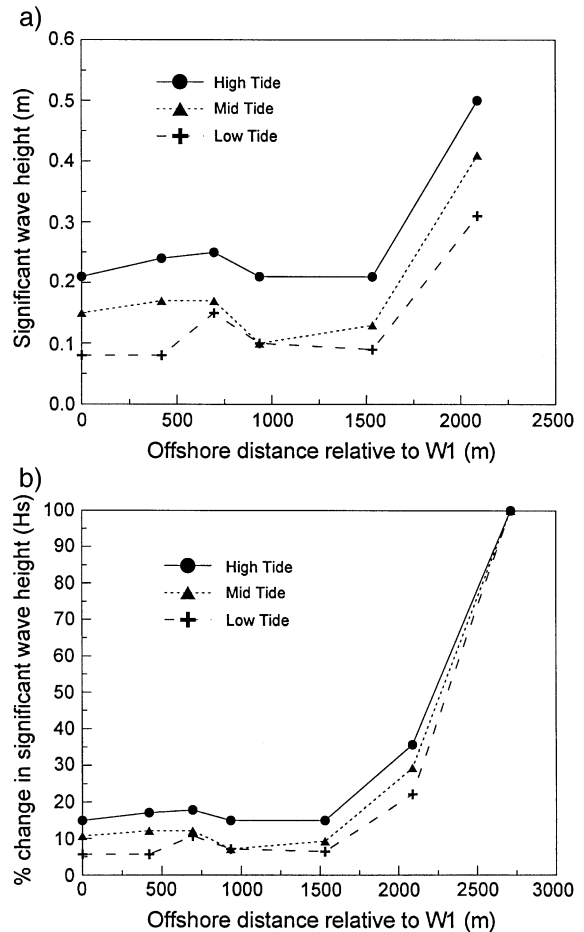 a)
Significant wave height (m)
0.6
0.5
0.4
0.3
0.2
0.1
0.0
High Tide
Mid Tide
Low Tide
0 500 1000 1500 2000 2500
Offshore distance relative to W1 (m)
b)
% change in significant wave height (Hs)
100
90
80
70
60
50
40
30
20
10
0
High Tide
Mid Tide
Low Tide
0 500 1000 1500 2000 2500 3000
Offshore distance relative to W1 (m)